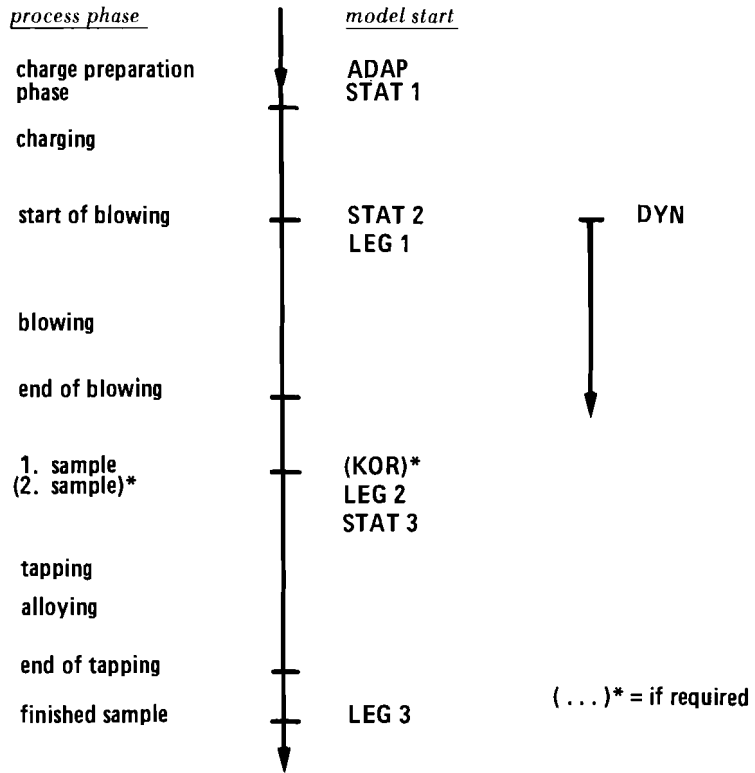 process phase model start
charge preparation ADAP
phase STAT 1
charging
start of blowing STAT 2 DYN
LEG 1
blowing
end of blowing
1. sample (KOR)*
(2. sample)* LEG 2
STAT 3
tapping
alloying
end of tapping
(...)* = if required
finished sample LEG 3